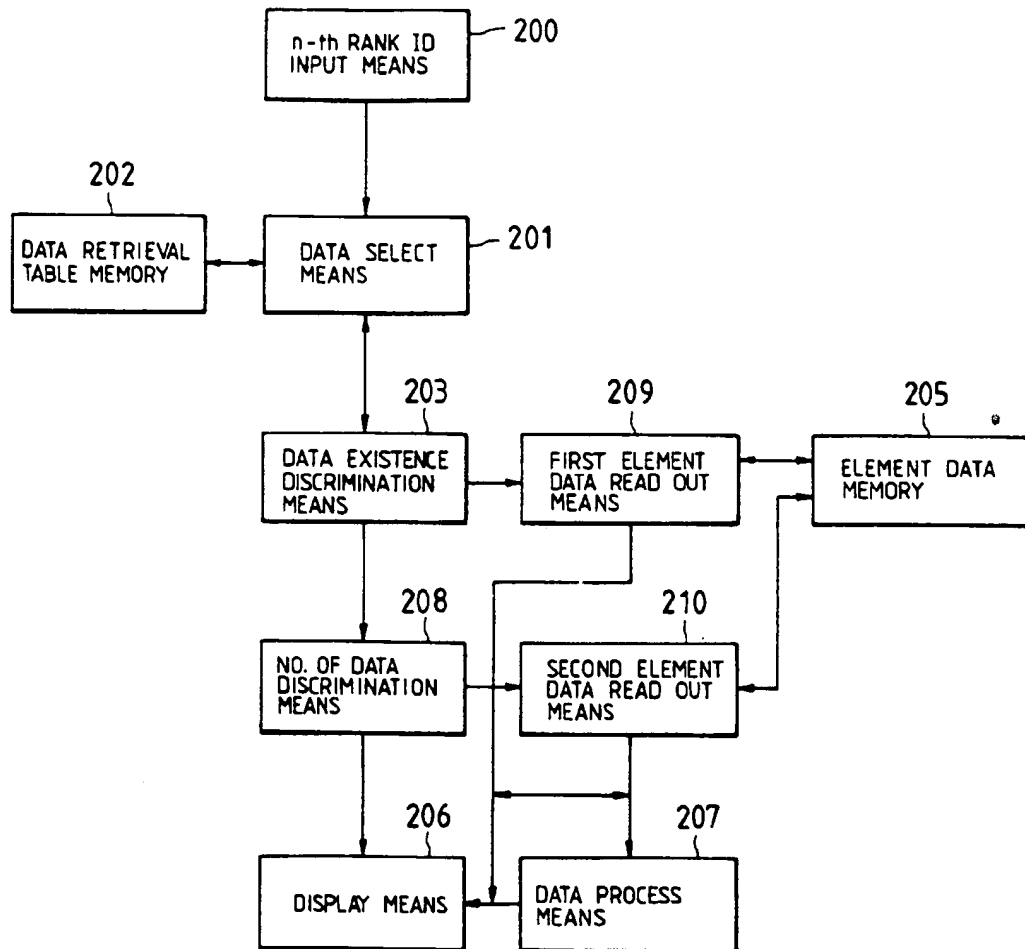 200
n-th RANK ID
INPUT MEANS
202
201
DATA RETRIEVAL
TABLE MEMORY
DATA SELECT
MEANS
203
209
205
DATA EXISTENCE
DISCRIMINATION
MEANS
FIRST ELEMENT
DATA READ OUT
MEANS
ELEMENT DATA
MEMORY
208
210
NO. OF DATA
DISCRIMINATION
MEANS
SECOND ELEMENT
DATA READ OUT
MEANS
206
207
DISPLAY MEANS
DATA PROCESS
MEANS